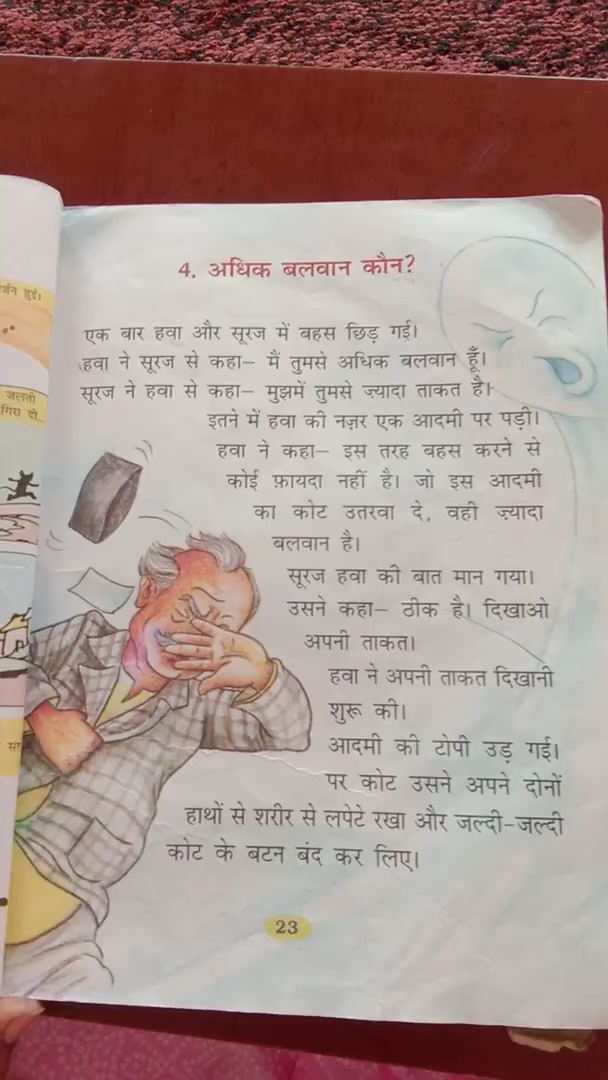 र्जन हुई।
जलती
गिरा दी
4. अधिक बलवान कौन?
एक बार हवा और सूरज में बहस छिड़ गई।
हवा ने सूरज से कहा– मैं तुमसे अधिक बलवान हूँ।
सूरज ने हवा से कहा– मुझमें तुमसे ज़्यादा ताकत है।
इतने में हवा की नज़र एक आदमी पर पड़ी।
हवा ने कहा– इस तरह बहस करने से
कोई फ़ायदा नहीं है। जो इस आदमी
का कोट उतरवा दे, वही ज़्यादा
बलवान है।
सूरज हवा की बात मान गया।
उसने कहा– ठीक है। दिखाओ
अपनी ताकत।
हवा ने अपनी ताकत दिखानी
शुरू की।
आदमी की टोपी उड़ गई।
पर कोट उसने अपने दोनों
हाथों से शरीर से लपेटे रखा और जल्दी-जल्दी
कोट के बटन बंद कर लिए।
23